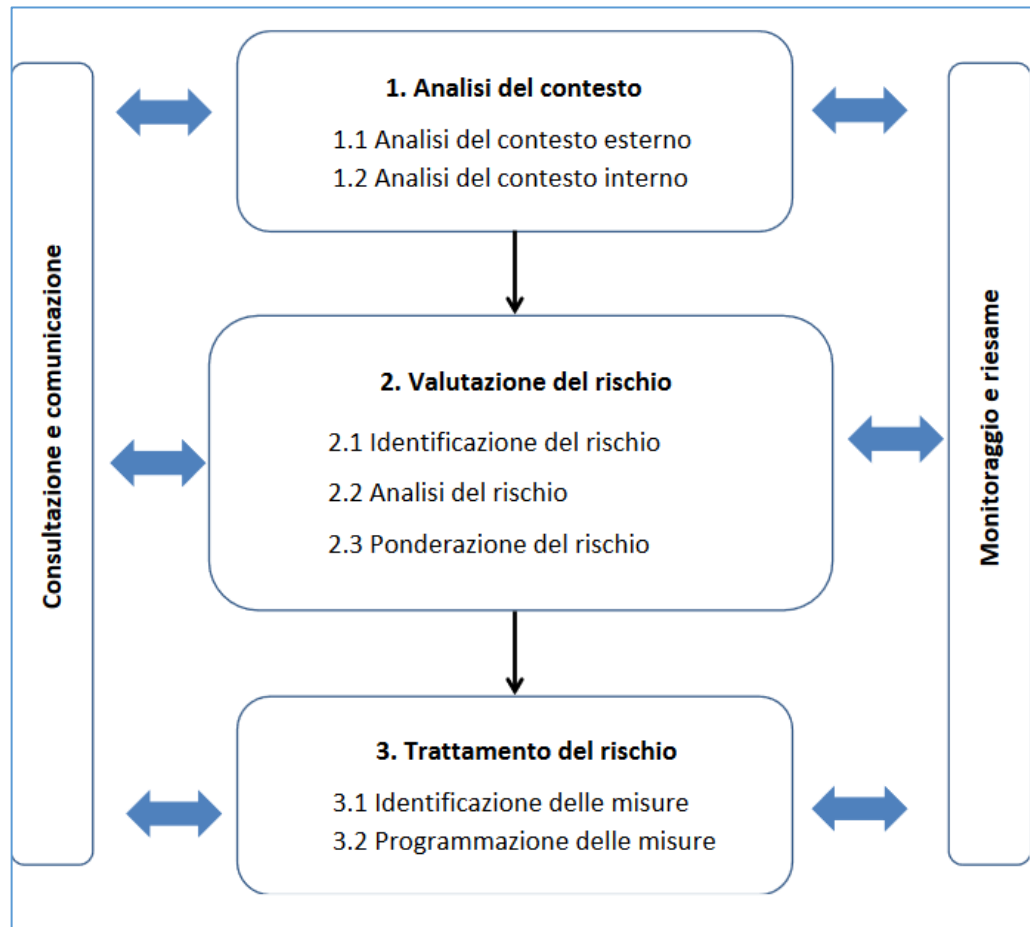 Consultazione e comunicazione
1. Analisi del contesto
1.1 Analisi del contesto esterno
1.2 Analisi del contesto interno
2. Valutazione del rischio
2.1 Identificazione del rischio
2.2 Analisi del rischio
2.3 Ponderazione del rischio
3. Trattamento del rischio
3.1 Identificazione delle misure
3.2 Programmazione delle misure
Monitoraggio e riesame